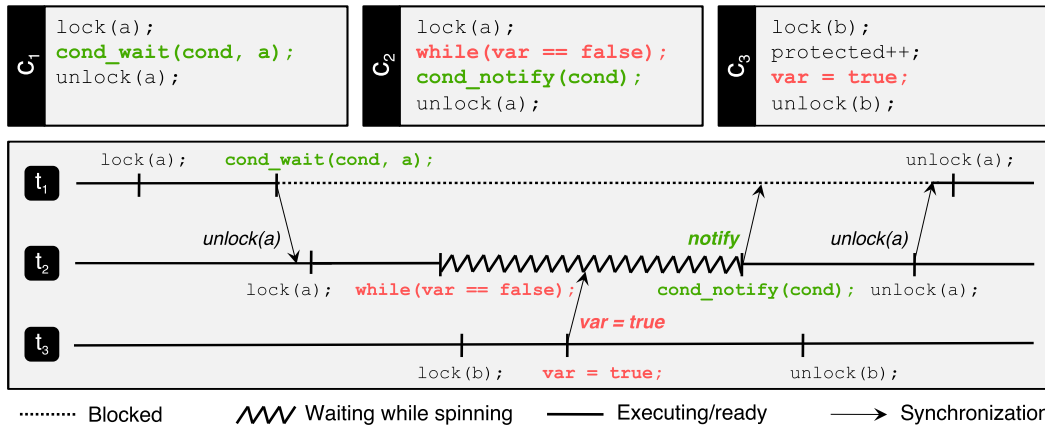 C1
lock(a);
cond_wait(cond, a);
unlock(a);
C2
lock(a);
while(var == false);
cond_notify(cond);
unlock(a);
C3
lock(b);
protected++;
var = true;
unlock(b);
lock(a); cond_wait(cond, a); unlock(a);
t1
unlock(a) notify unlock(a)
t2
lock(a); while(var == false); cond_notify(cond); unlock(a);
var = true
t3
lock(b); var = true; unlock(b);
Blocked Waiting while spinning Executing/ready Synchronization